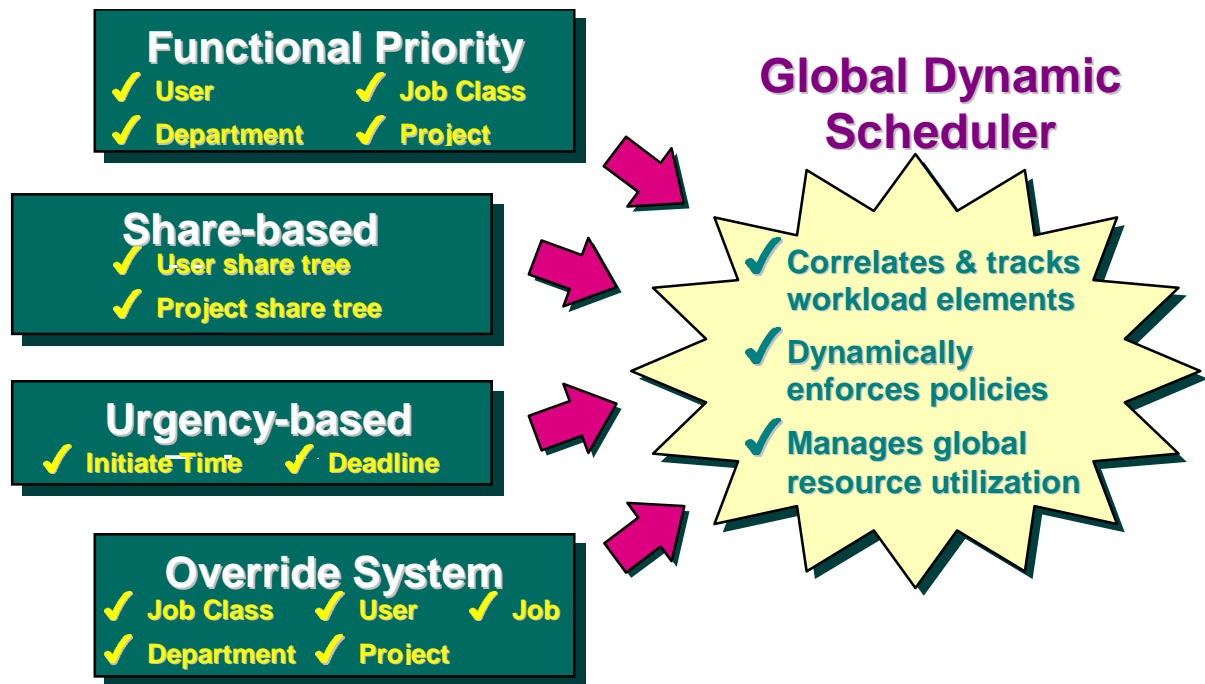 Functional Priority
User
Job Class
Department
Project
Share-based
User share tree
Project share tree
Urgency-based
Initiate Time
Deadline
Override System
Job Class
User
Job
Department
Project
Global Dynamic
Scheduler
Correlates & tracks
workload elements
Dynamically
enforces policies
Manages global
resource utilization